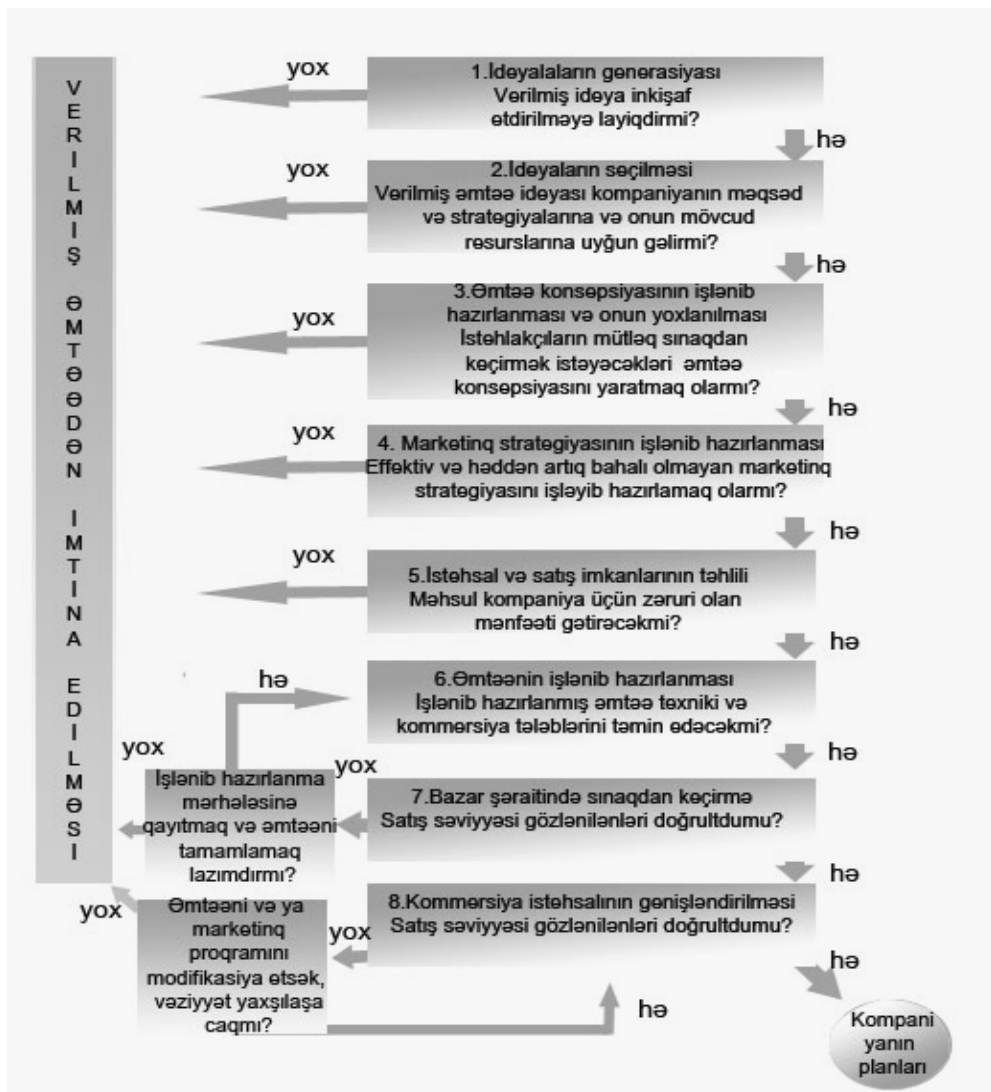 VERILMIŞ ƏMTƏƏDƏN IMTINA EDILMƏSI
yox
1.İdeyalaların generasiyası
Verilmiş ideya inkişaf
etdirilməyə layiqdirmi?
hə
yox
2.İdeyaların seçilməsi
Verilmiş əmtəə ideyası kompaniyanın məqsəd
və strategiyalarına və onun mövcud
resurslarına uyğun gəlirmi?
hə
yox
3.Əmtəə konsepsiyasının işlənib
hazırlanması və onun yoxlanılması
İstehlakçıların mütləq sınaqdan
keçirmək istəyəcəkləri əmtəə
konsepsiyasını yaratmaq olarmı?
hə
yox
4. Marketinq strategiyasının işlənib hazırlanması
Effektiv və həddən artıq bahalı olmayan marketinq
strategiyasını işləyib hazırlamaq olarmı?
hə
yox
5.İstehsal və satış imkanlarının təhlili
Məhsul kompaniya üçün zəruri olan
mənfəəti gətirəcəkmi?
hə
hə
6.Əmtəənin işlənib hazırlanması
İşlənib hazırlanmış əmtəə texniki və
kommersiya tələblərini təmin edəcəkmi?
hə
yox
İşlənib hazırlanma
mərhələsinə
qayıtmaq və əmtəəni
tamamlamaq
lazımdırmı?
yox
7.Bazar şəraitində sınaqdan keçirmə
Satış səviyyəsi gözlənilənləri doğrultdumu?
hə
yox
Əmtəəni və ya
marketinq
proqramını
modifikasiya etsək,
vəziyyət yaxşılaşa
caqmı?
yox
8.Kommersiya istehsalının genişləndirilməsi
Satış səviyyəsi gözlənilənləri doğrultdumu?
hə
hə
Kompani
yanın
planları